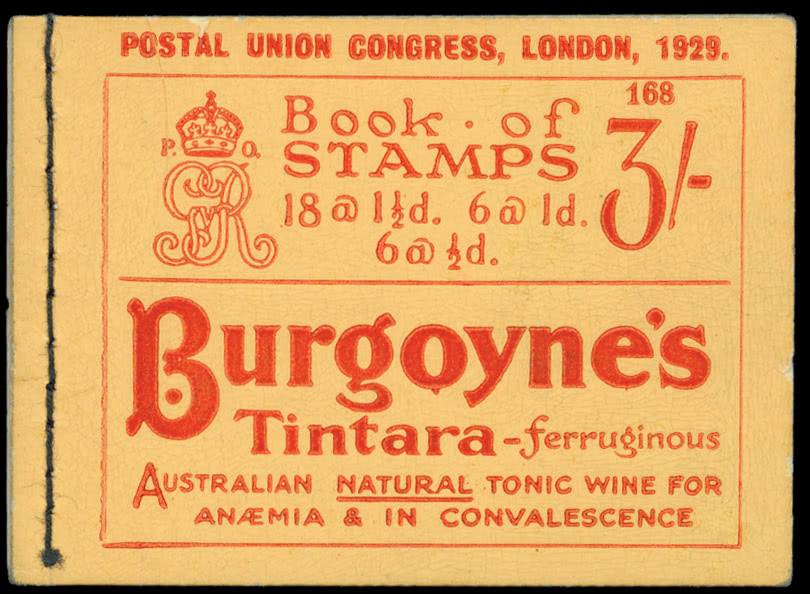 POSTAL UNION CONGRESS, LONDON, 1929.
168
P. O.
GRV
Book · of
STAMPS
3/-
18 @ 1½d. 6 @ 1d.
6 @ ½d.
Burgoyne's
Tintara-ferruginous
AUSTRALIAN NATURAL TONIC WINE FOR
ANÆMIA & IN CONVALESCENCE